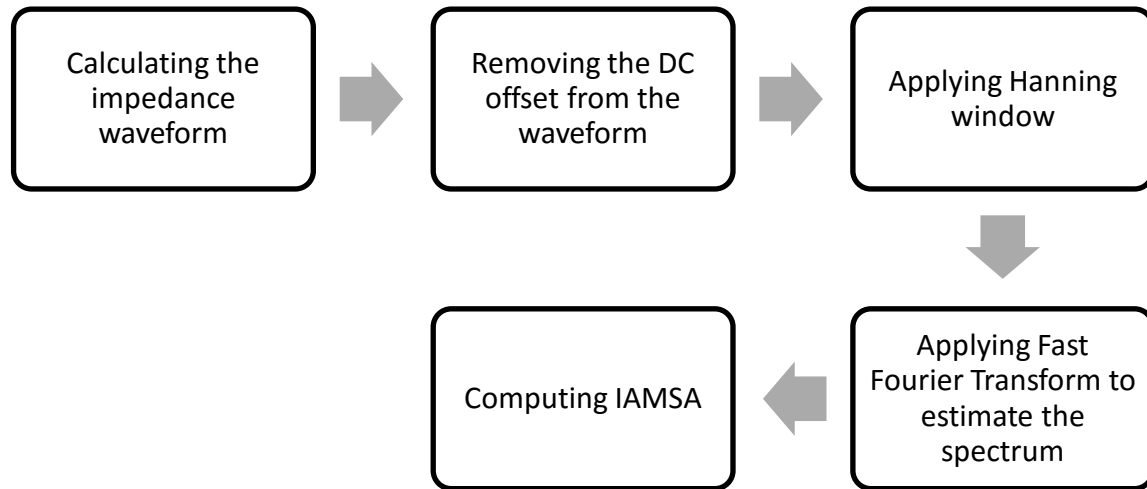 Calculating the
impedance
waveform
Removing the DC
offset from the
waveform
Applying Hanning
window
Applying Fast
Fourier Transform to
estimate the
spectrum
Computing IAMSA